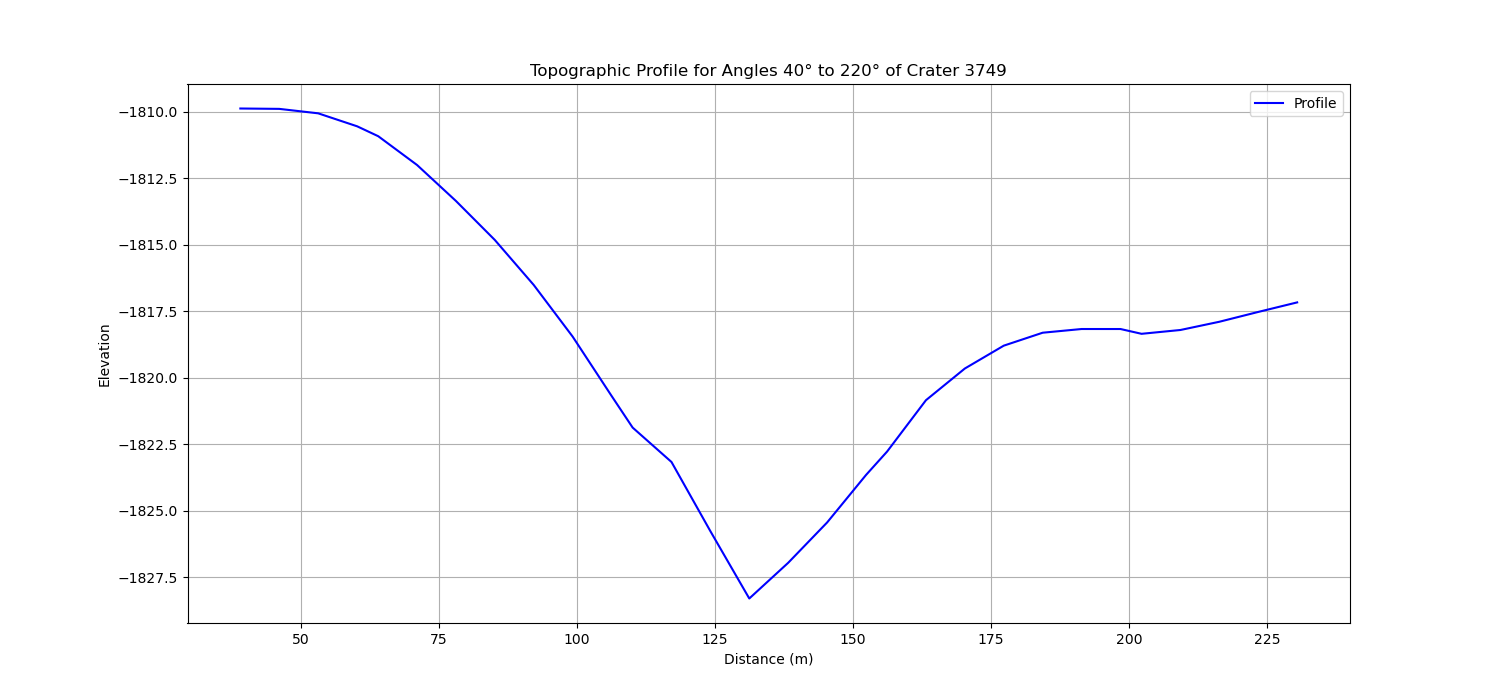 Topographic Profile for Angles 40° to 220° of Crater 3749
Profile
−1810.0
−1812.5
−1815.0
−1817.5
−1820.0
−1822.5
−1825.0
−1827.5
Elevation
50 75 100 125 150 175 200 225
Distance (m)